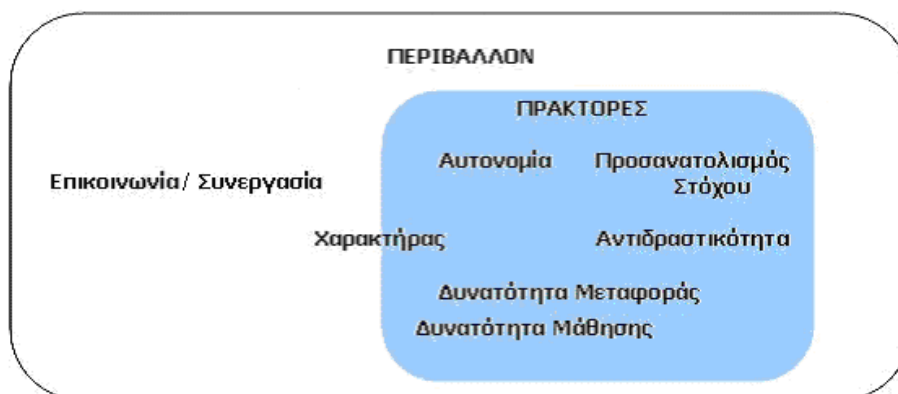 ΠΕΡΙΒΑΛΛΟΝ
ΠΡΑΚΤΟΡΕΣ
Αυτονομία
Προσανατολισμός
Στόχου
Επικοινωνία/ Συνεργασία
Χαρακτήρας
Αντιδραστικότητα
Δυνατότητα Μεταφοράς
Δυνατότητα Μάθησης